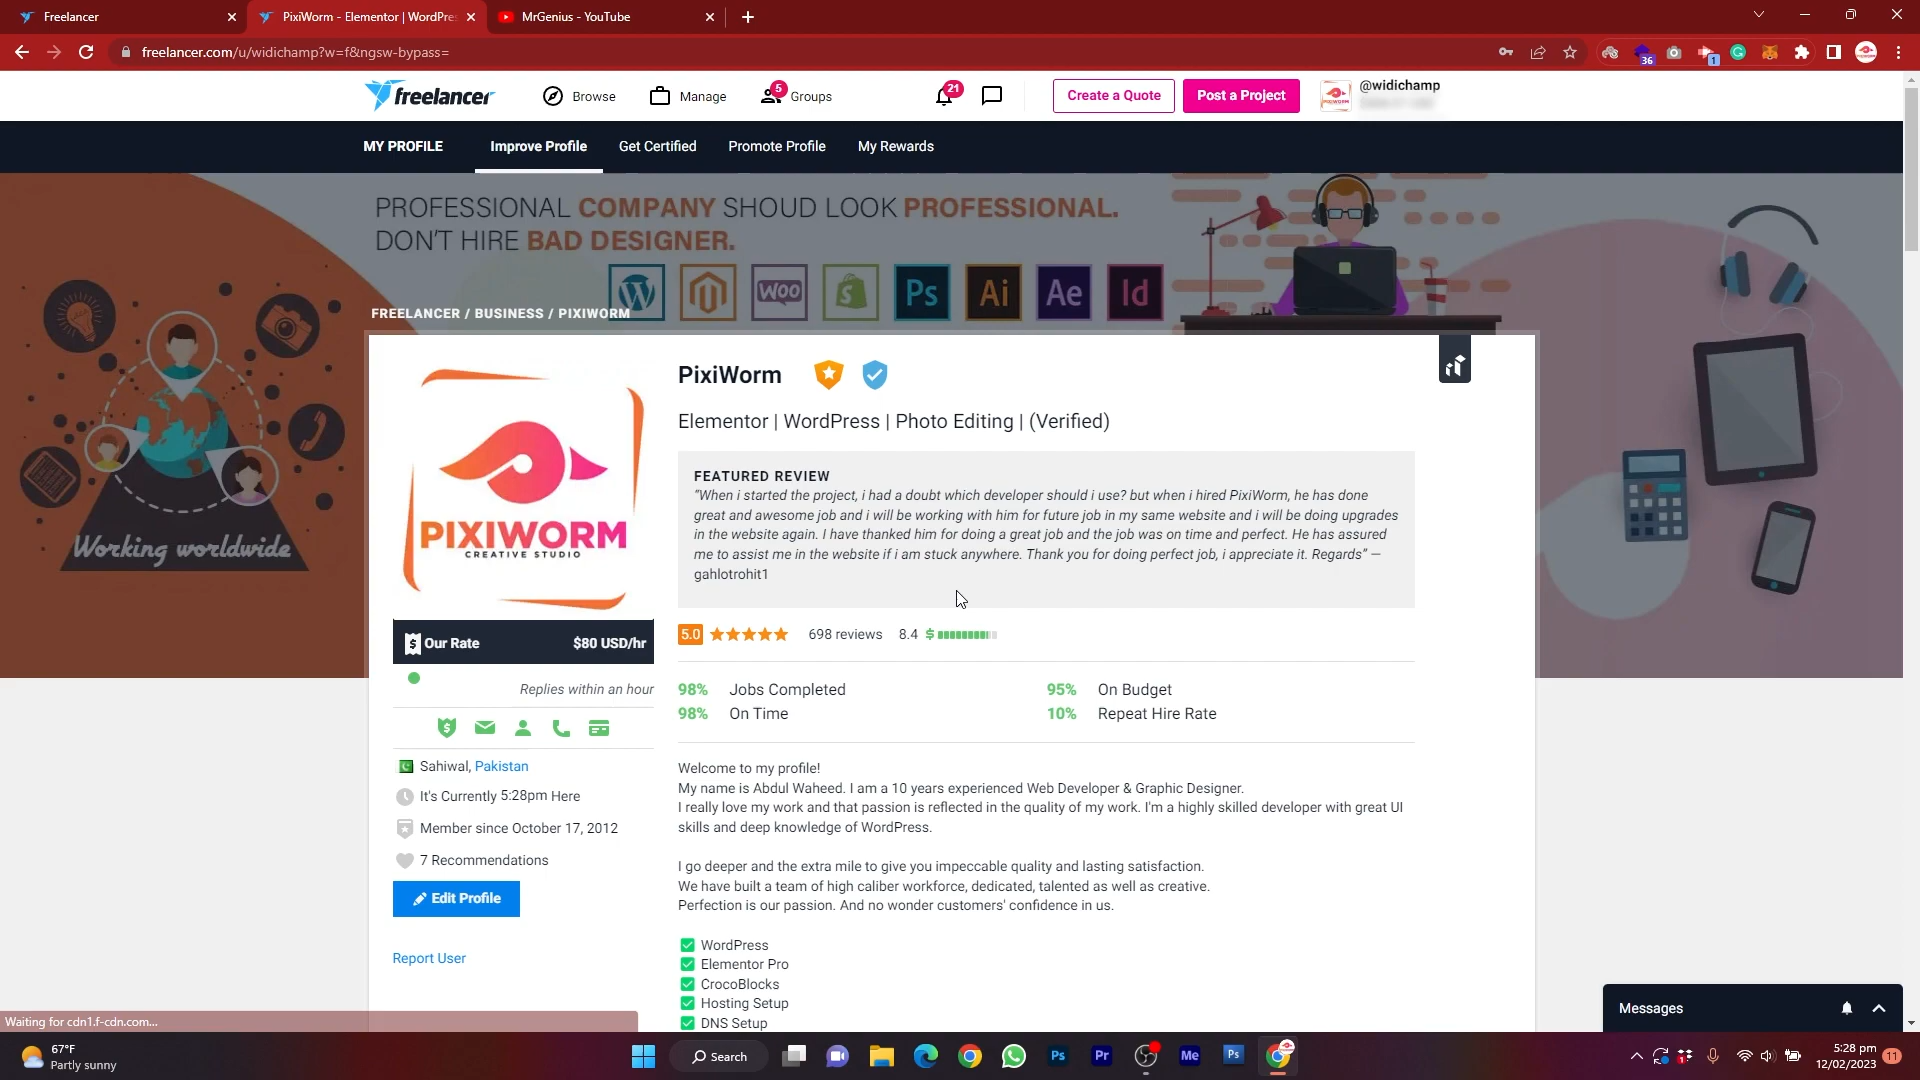 Freelancer
PixiWorm - Elementor | WordPres
MrGenius - YouTube
freelancer.com/u/widichamp?w=f&ngsw-bypass=
36
1
freelancer
Browse
Manage
5
Groups
21
Create a Quote
Post a Project
@widichamp
MY PROFILE
Improve Profile
Get Certified
Promote Profile
My Rewards
PROFESSIONAL COMPANY SHOUD LOOK PROFESSIONAL.
DON'T HIRE BAD DESIGNER.
WOO
Ps
Ai
Ae
Id
FREELANCER / BUSINESS / PIXIWORM
Working worldwide
PIXIWORM
CREATIVE STUDIO
PixiWorm
Elementor | WordPress | Photo Editing | (Verified)
FEATURED REVIEW
"When i started the project, i had a doubt which developer should i use? but when i hired PixiWorm, he has done
great and awesome job and i will be working with him for future job in my same website and i will be doing upgrades
in the website again. I have thanked him for doing a great job and the job was on time and perfect. He has assured
me to assist me in the website if i am stuck anywhere. Thank you for doing perfect job, i appreciate it. Regards" —
gahlotrohit1
5.0
698 reviews
8.4
$
Our Rate
$80 USD/hr
Replies within an hour
98% Jobs Completed
95% On Budget
98% On Time
10% Repeat Hire Rate
Sahiwal, Pakistan
It's Currently 5:28pm Here
Member since October 17, 2012
7 Recommendations
Edit Profile
Report User
Welcome to my profile!
My name is Abdul Waheed. I am a 10 years experienced Web Developer & Graphic Designer.
I really love my work and that passion is reflected in the quality of my work. I'm a highly skilled developer with great UI
skills and deep knowledge of WordPress.
I go deeper and the extra mile to give you impeccable quality and lasting satisfaction.
We have built a team of high caliber workforce, dedicated, talented as well as creative.
Perfection is our passion. And no wonder customers' confidence in us.
WordPress
Elementor Pro
CrocoBlocks
Hosting Setup
DNS Setup
Messages
Waiting for cdn1.f-cdn.com...
67°F
Partly sunny
Search
Ps
Pr
Me
Ps
5:28 pm
12/02/2023
11